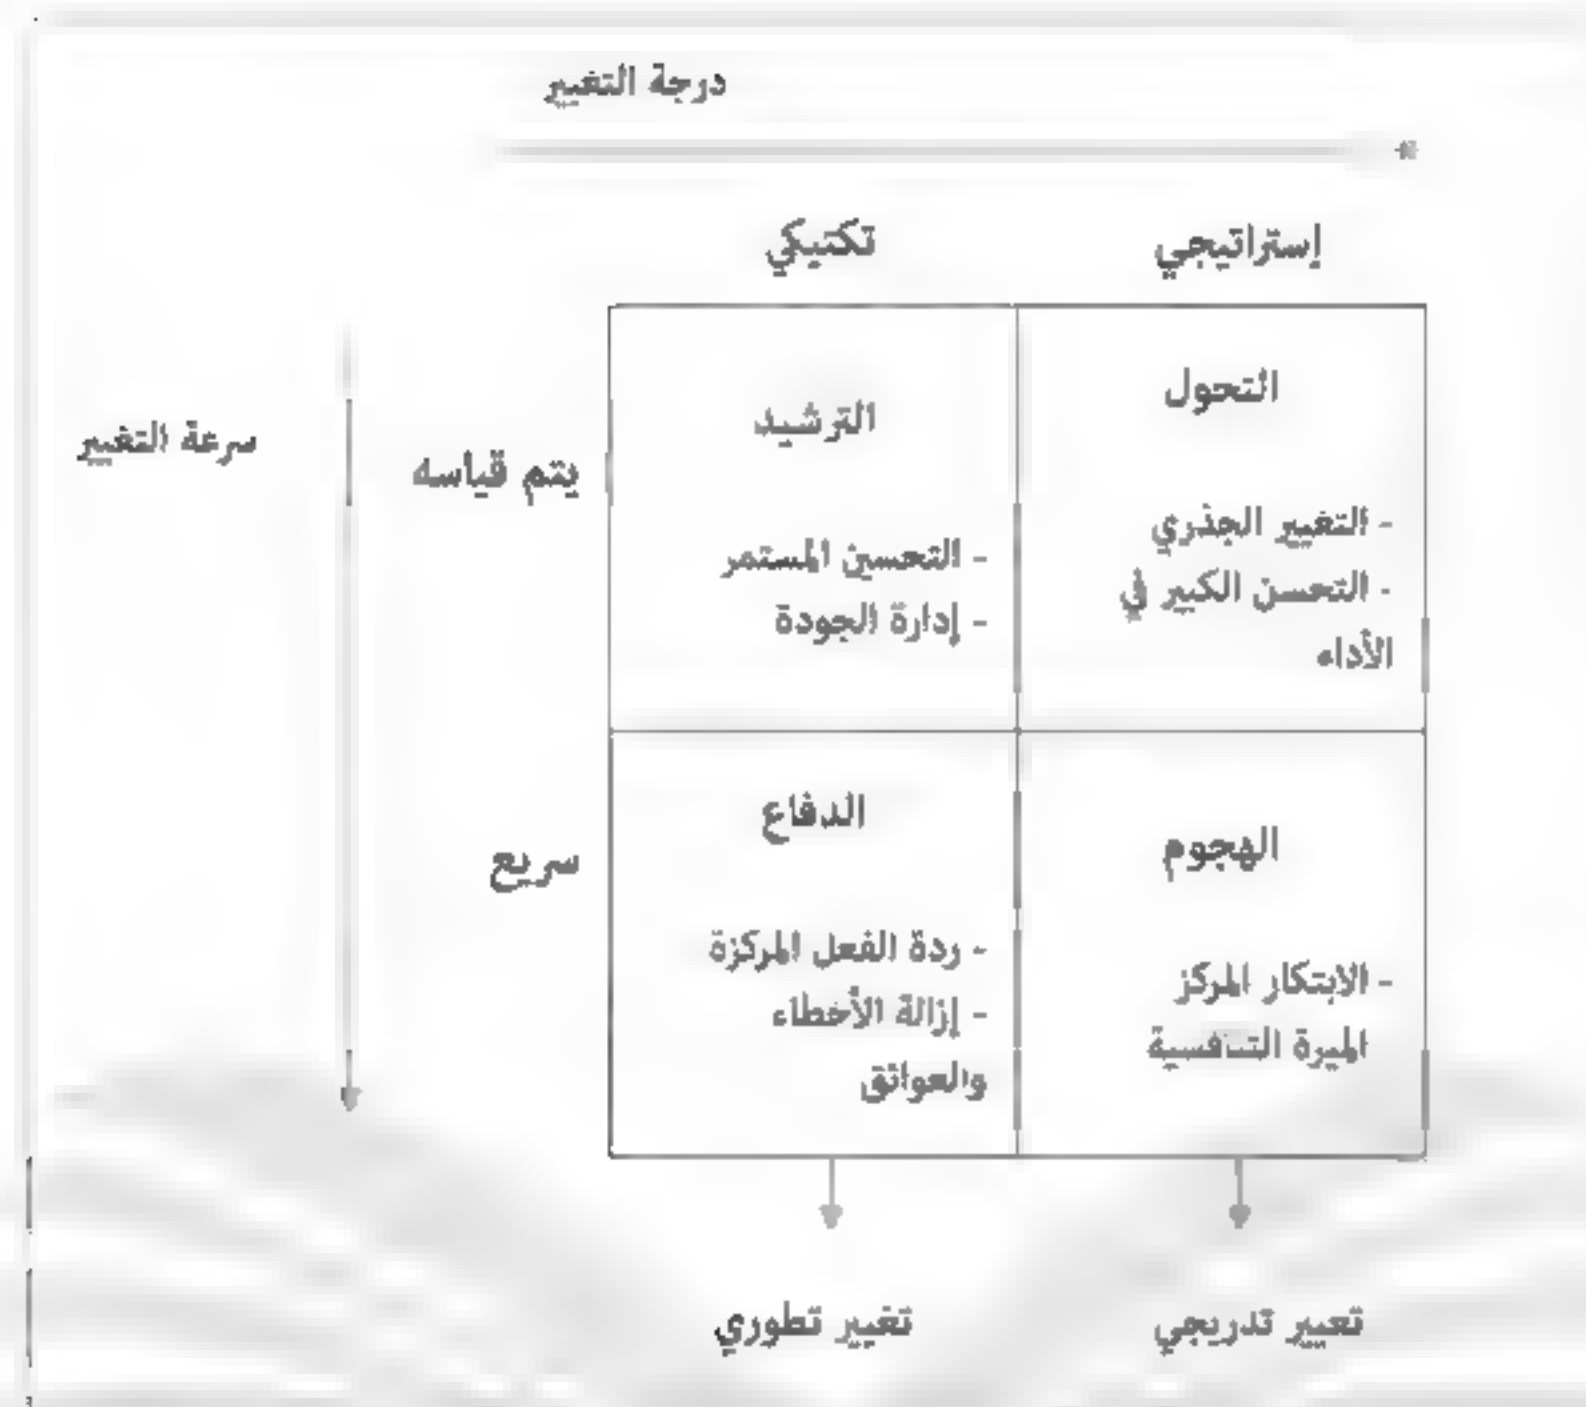 درجة التغيير
إستراتيجي
تكتيكي
سرعة التغيير
يتم قياسه
التحول
- التغيير الجذري
- التحسن الكبير في
الأداء
الترشيد
- التحسين المستمر
- إدارة الجودة
سريع
الهجوم
- الابتكار المركز
الميزة التنافسية
الدفاع
- ردة الفعل المركزة
- إزالة الأخطاء
والعوائق
تغيير تدريجي
تغيير تطوري